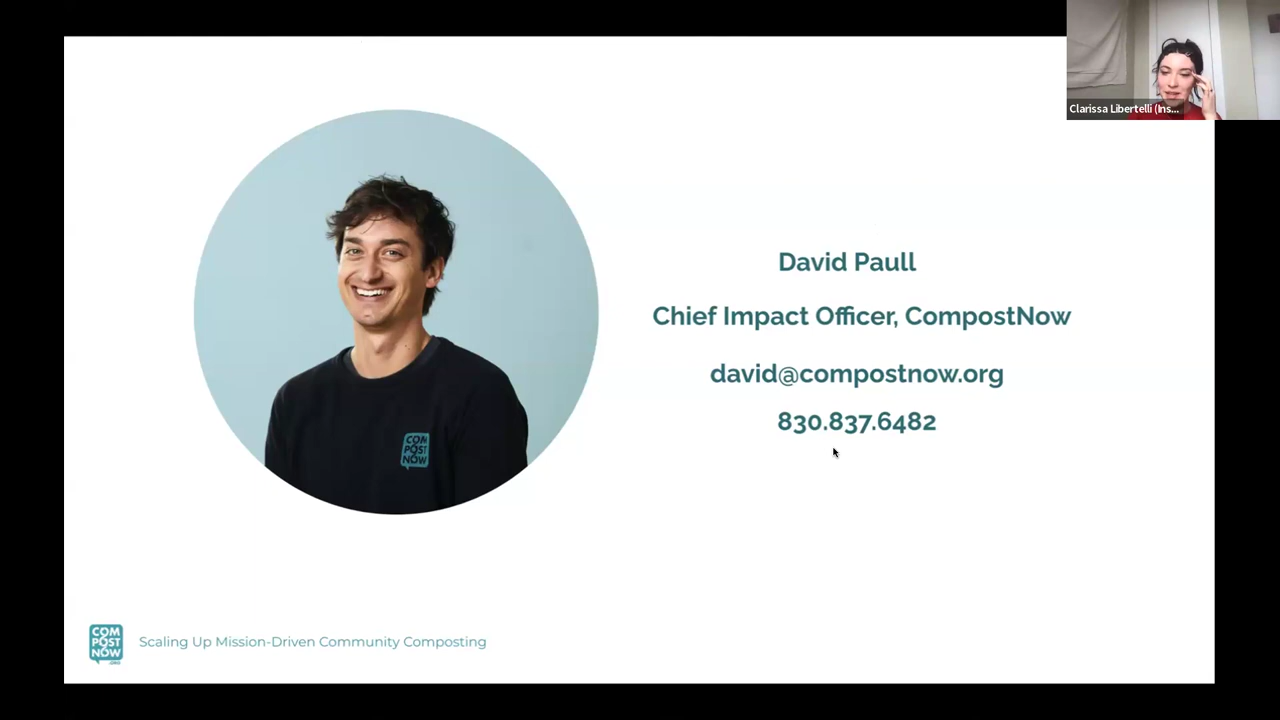 Clarissa Libertelli (Ins...
David Paull
Chief Impact Officer, CompostNow
david@compostnow.org
830.837.6482
COM
POST
NOW
COM
POST
NOW
.ORG
Scaling Up Mission-Driven Community Composting